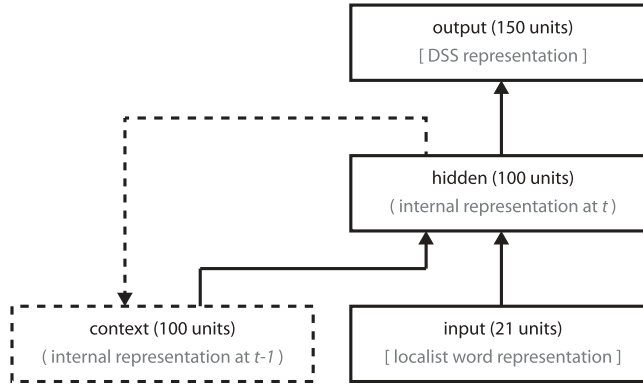 output (150 units)
[ DSS representation ]
hidden (100 units)
( internal representation at t )
context (100 units)
( internal representation at t-1 )
input (21 units)
[ localist word representation ]